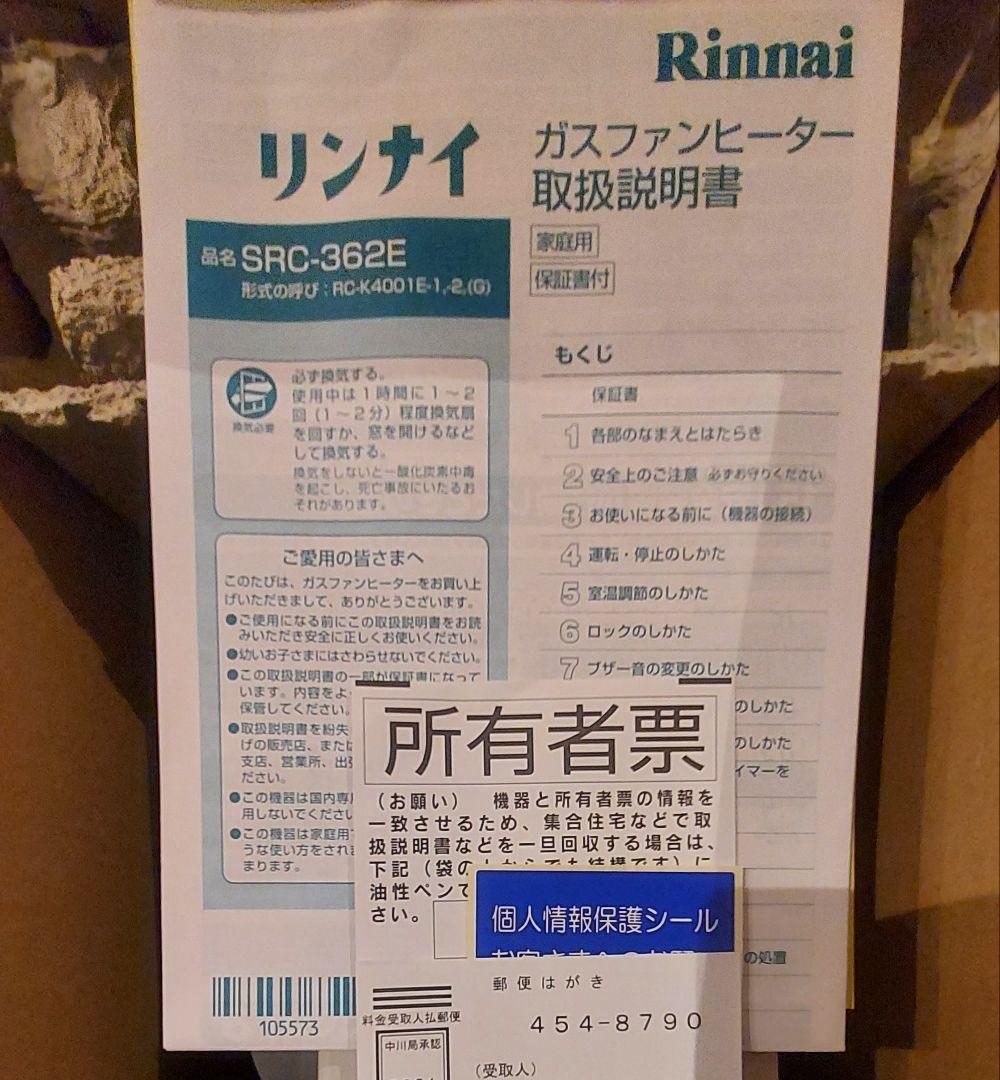 Rinnai
リンナイ
ガスファンヒーター
取扱説明書
家庭用
保証書付
品名 SRC-362E
形式の呼び：RC-K4001E-1,-2,(G)
換気必要
必ず換気する。
使用中は１時間に１～２
回（１～２分）程度換気扇
を回すか、窓を開けるなど
して換気する。
換気をしないと一酸化炭素中毒
を起こし、死亡事故にいたるお
それがあります。
ご愛用の皆さまへ
このたびは、ガスファンヒーターをお買い上
げいただきまして、ありがとうございます。
●ご使用になる前にこの取扱説明書をお読
みいただき安全に正しくお使いください。
●幼いお子さまにはさわらせないでください。
●この取扱説明書の一部が保証書になって
います。内容をよ
保管してください。
●取扱説明書を紛失
げの販売店、または
支店、営業所、出張
ださい。
●この機器は国内専
用しないでくださ
●この機器は家庭用
うな使い方をされ
まります。
もくじ
保証書
1 各部のなまえとはたらき
2 安全上のご注意 必ずお守りください
3 お使いになる前に（機器の接続）
4 運転・停止のしかた
5 室温調節のしかた
6 ロックのしかた
7 ブザー音の変更のしかた
のしかた
のしかた
イマーを
の処置
所有者票
（お願い） 機器と所有者票の情報を
一致させるため、集合住宅などで取
扱説明書などを一旦回収する場合は、
下記（袋の上からでも結構です）に
油性ペンで
さい。
個人情報保護シール
郵便はがき
料金受取人払郵便
454-8790
中川局承認
（受取人）
105573